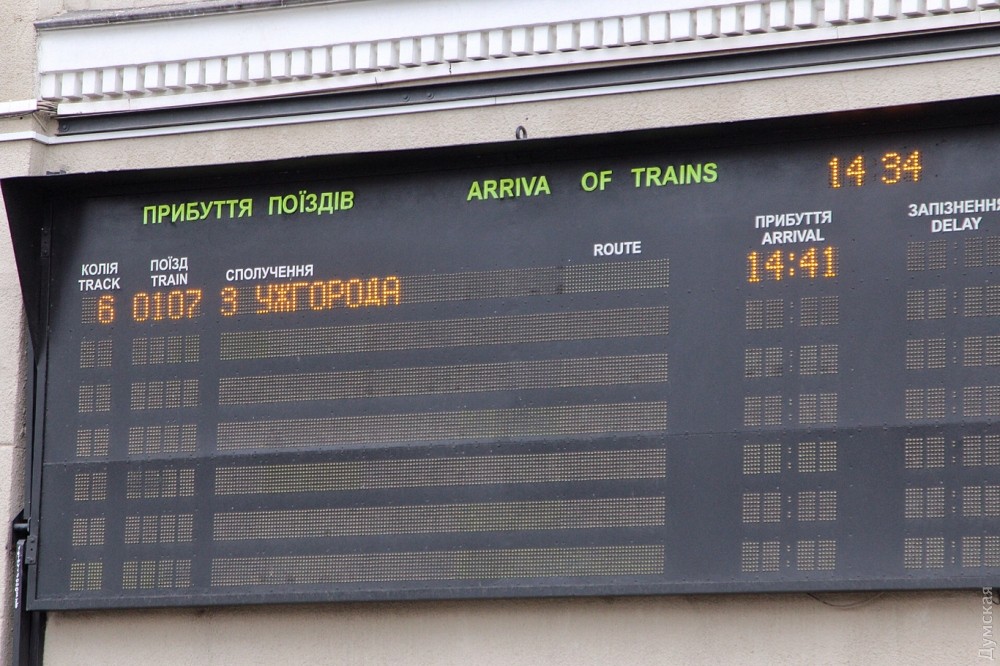 ПРИБУТТЯ ПОЇЗДІВ ARRIVA OF TRAINS 14 34
КОЛІЯ ПОЇЗД СПОЛУЧЕННЯ ROUTE ПРИБУТТЯ ЗАПІЗНЕННЯ
TRACK TRAIN ARRIVAL DELAY
6 0107 З УЖГОРОДА 14:41
Думская